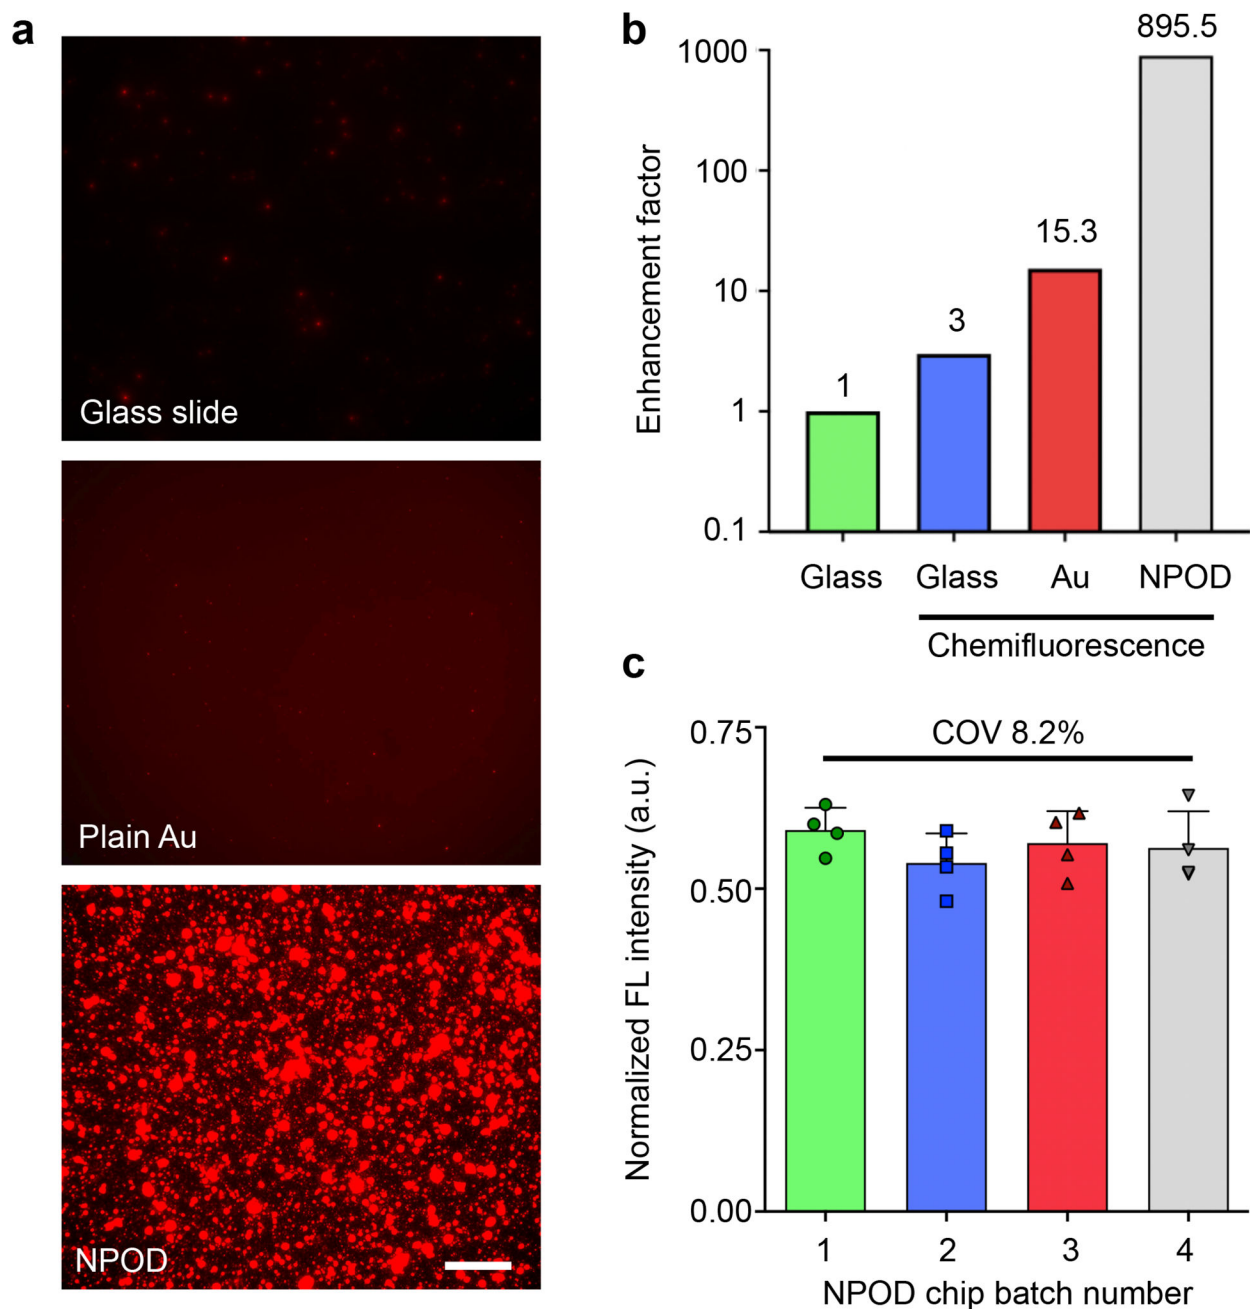 a
Glass slide
Plain Au
NPOD
b
Enhancement factor
1000
100
10
1
0.1
1
3
15.3
895.5
Glass
Glass
Au
NPOD
Chemifluorescence
c
Normalized FL intensity (a.u.)
0.75
0.50
0.25
0.00
COV 8.2%
1
2
3
4
NPOD chip batch number